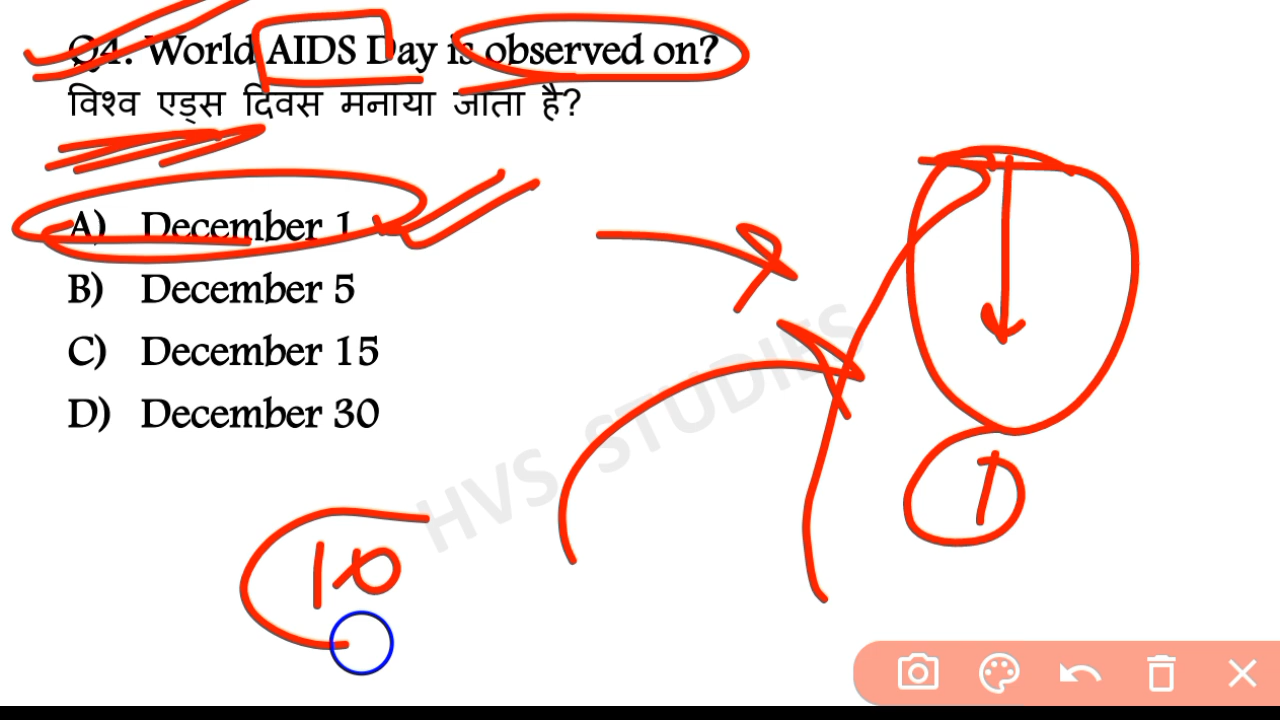 Q4. World AIDS Day is observed on?
विश्व एड्स दिवस मनाया जाता है?
A) December 1
B) December 5
C) December 15
D) December 30
HVS STUDIES
10
1